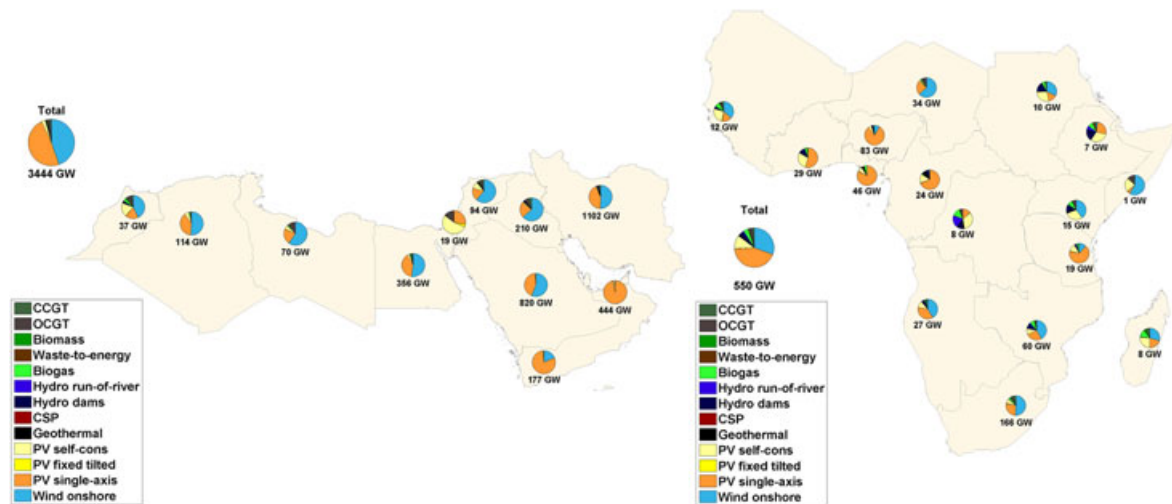 Total
3444 GW
37 GW
114 GW
70 GW
356 GW
19 GW
94 GW
210 GW
1102 GW
820 GW
444 GW
177 GW
CCGT
OCGT
Biomass
Waste-to-energy
Biogas
Hydro run-of-river
Hydro dams
CSP
Geothermal
PV self-cons
PV fixed tilted
PV single-axis
Wind onshore
12 GW
34 GW
10 GW
83 GW
7 GW
29 GW
46 GW
24 GW
1 GW
8 GW
15 GW
19 GW
Total
550 GW
27 GW
60 GW
8 GW
166 GW
CCGT
OCGT
Biomass
Waste-to-energy
Biogas
Hydro run-of-river
Hydro dams
CSP
Geothermal
PV self-cons
PV fixed tilted
PV single-axis
Wind onshore